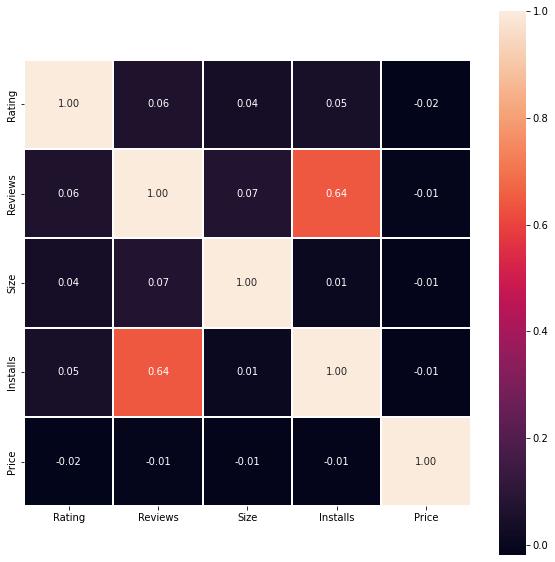 1.0
Rating 1.00 0.06 0.04 0.05 -0.02
0.8
Reviews 0.06 1.00 0.07 0.64 -0.01
0.6
Size 0.04 0.07 1.00 0.01 -0.01
0.4
Installs 0.05 0.64 0.01 1.00 -0.01
0.2
Price -0.02 -0.01 -0.01 -0.01 1.00
0.0
Rating Reviews Size Installs Price